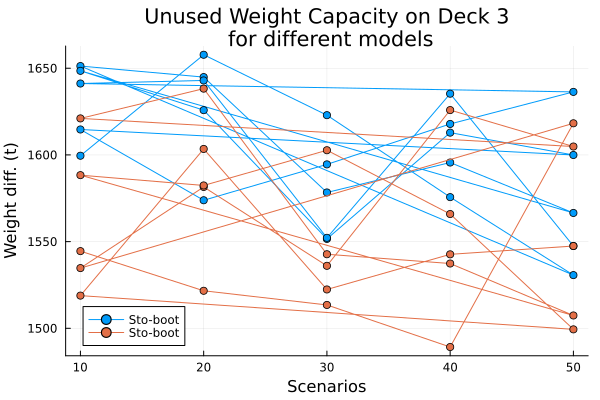 Unused Weight Capacity on Deck 3
for different models
Weight diff. (t)
1650
1600
1550
1500
Sto-boot
Sto-boot
10 20 30 40 50
Scenarios